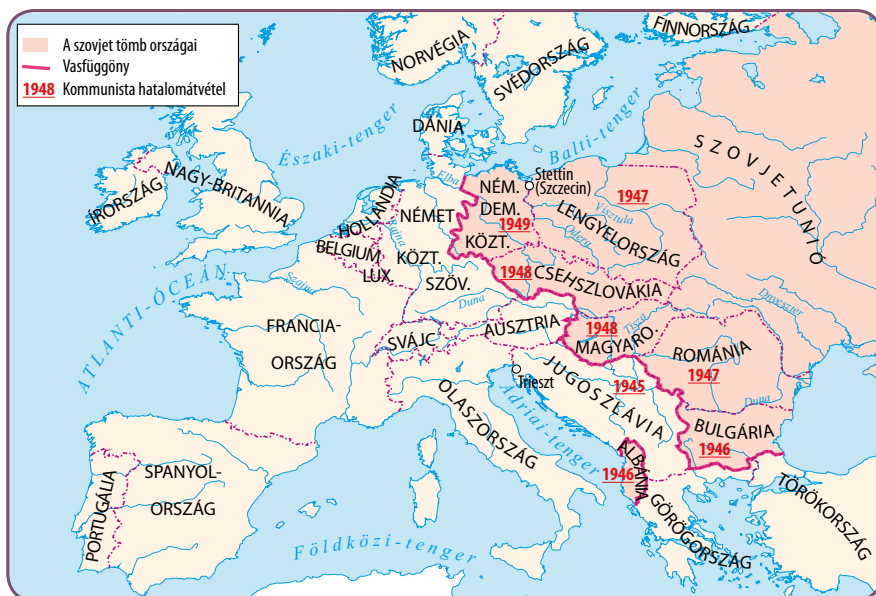 A szovjet tömb országai
Vasfüggöny
1948 Kommunista hatalomátvétel
NORVÉGIA
SVÉDORSZÁG
FINNORSZÁG
DÁNIA
Északi-tenger
Balti-tenger
SZOVJETUNIÓ
ÍRORSZÁG
NAGY-BRITANNIA
HOLLANDIA
BELGIUM
LUX.
Elba
NÉMET
KÖZT.
SZÖV.
Rajna
NÉM.
DEM.
KÖZT.
1949
Stettin
(Szczecin)
1947
Visztula
LENGYELORSZÁG
Odera
1948
CSEHSZLOVÁKIA
ATLANTI-ÓCEÁN
Szajna
FRANCIA-
ORSZÁG
Duna
SVÁJC
AUSZTRIA
1948
Tisza
MAGYARO.
Dnyeszter
ROMÁNIA
1947
Duna
Trieszt
JUGOSZLÁVIA
1945
OLASZORSZÁG
Adriai-tenger
BULGÁRIA
1946
ALBÁNIA
1946
GÖRÖGORSZÁG
TÖRÖKORSZÁG
PORTUGÁLIA
SPANYOL-
ORSZÁG
Földközi-tenger